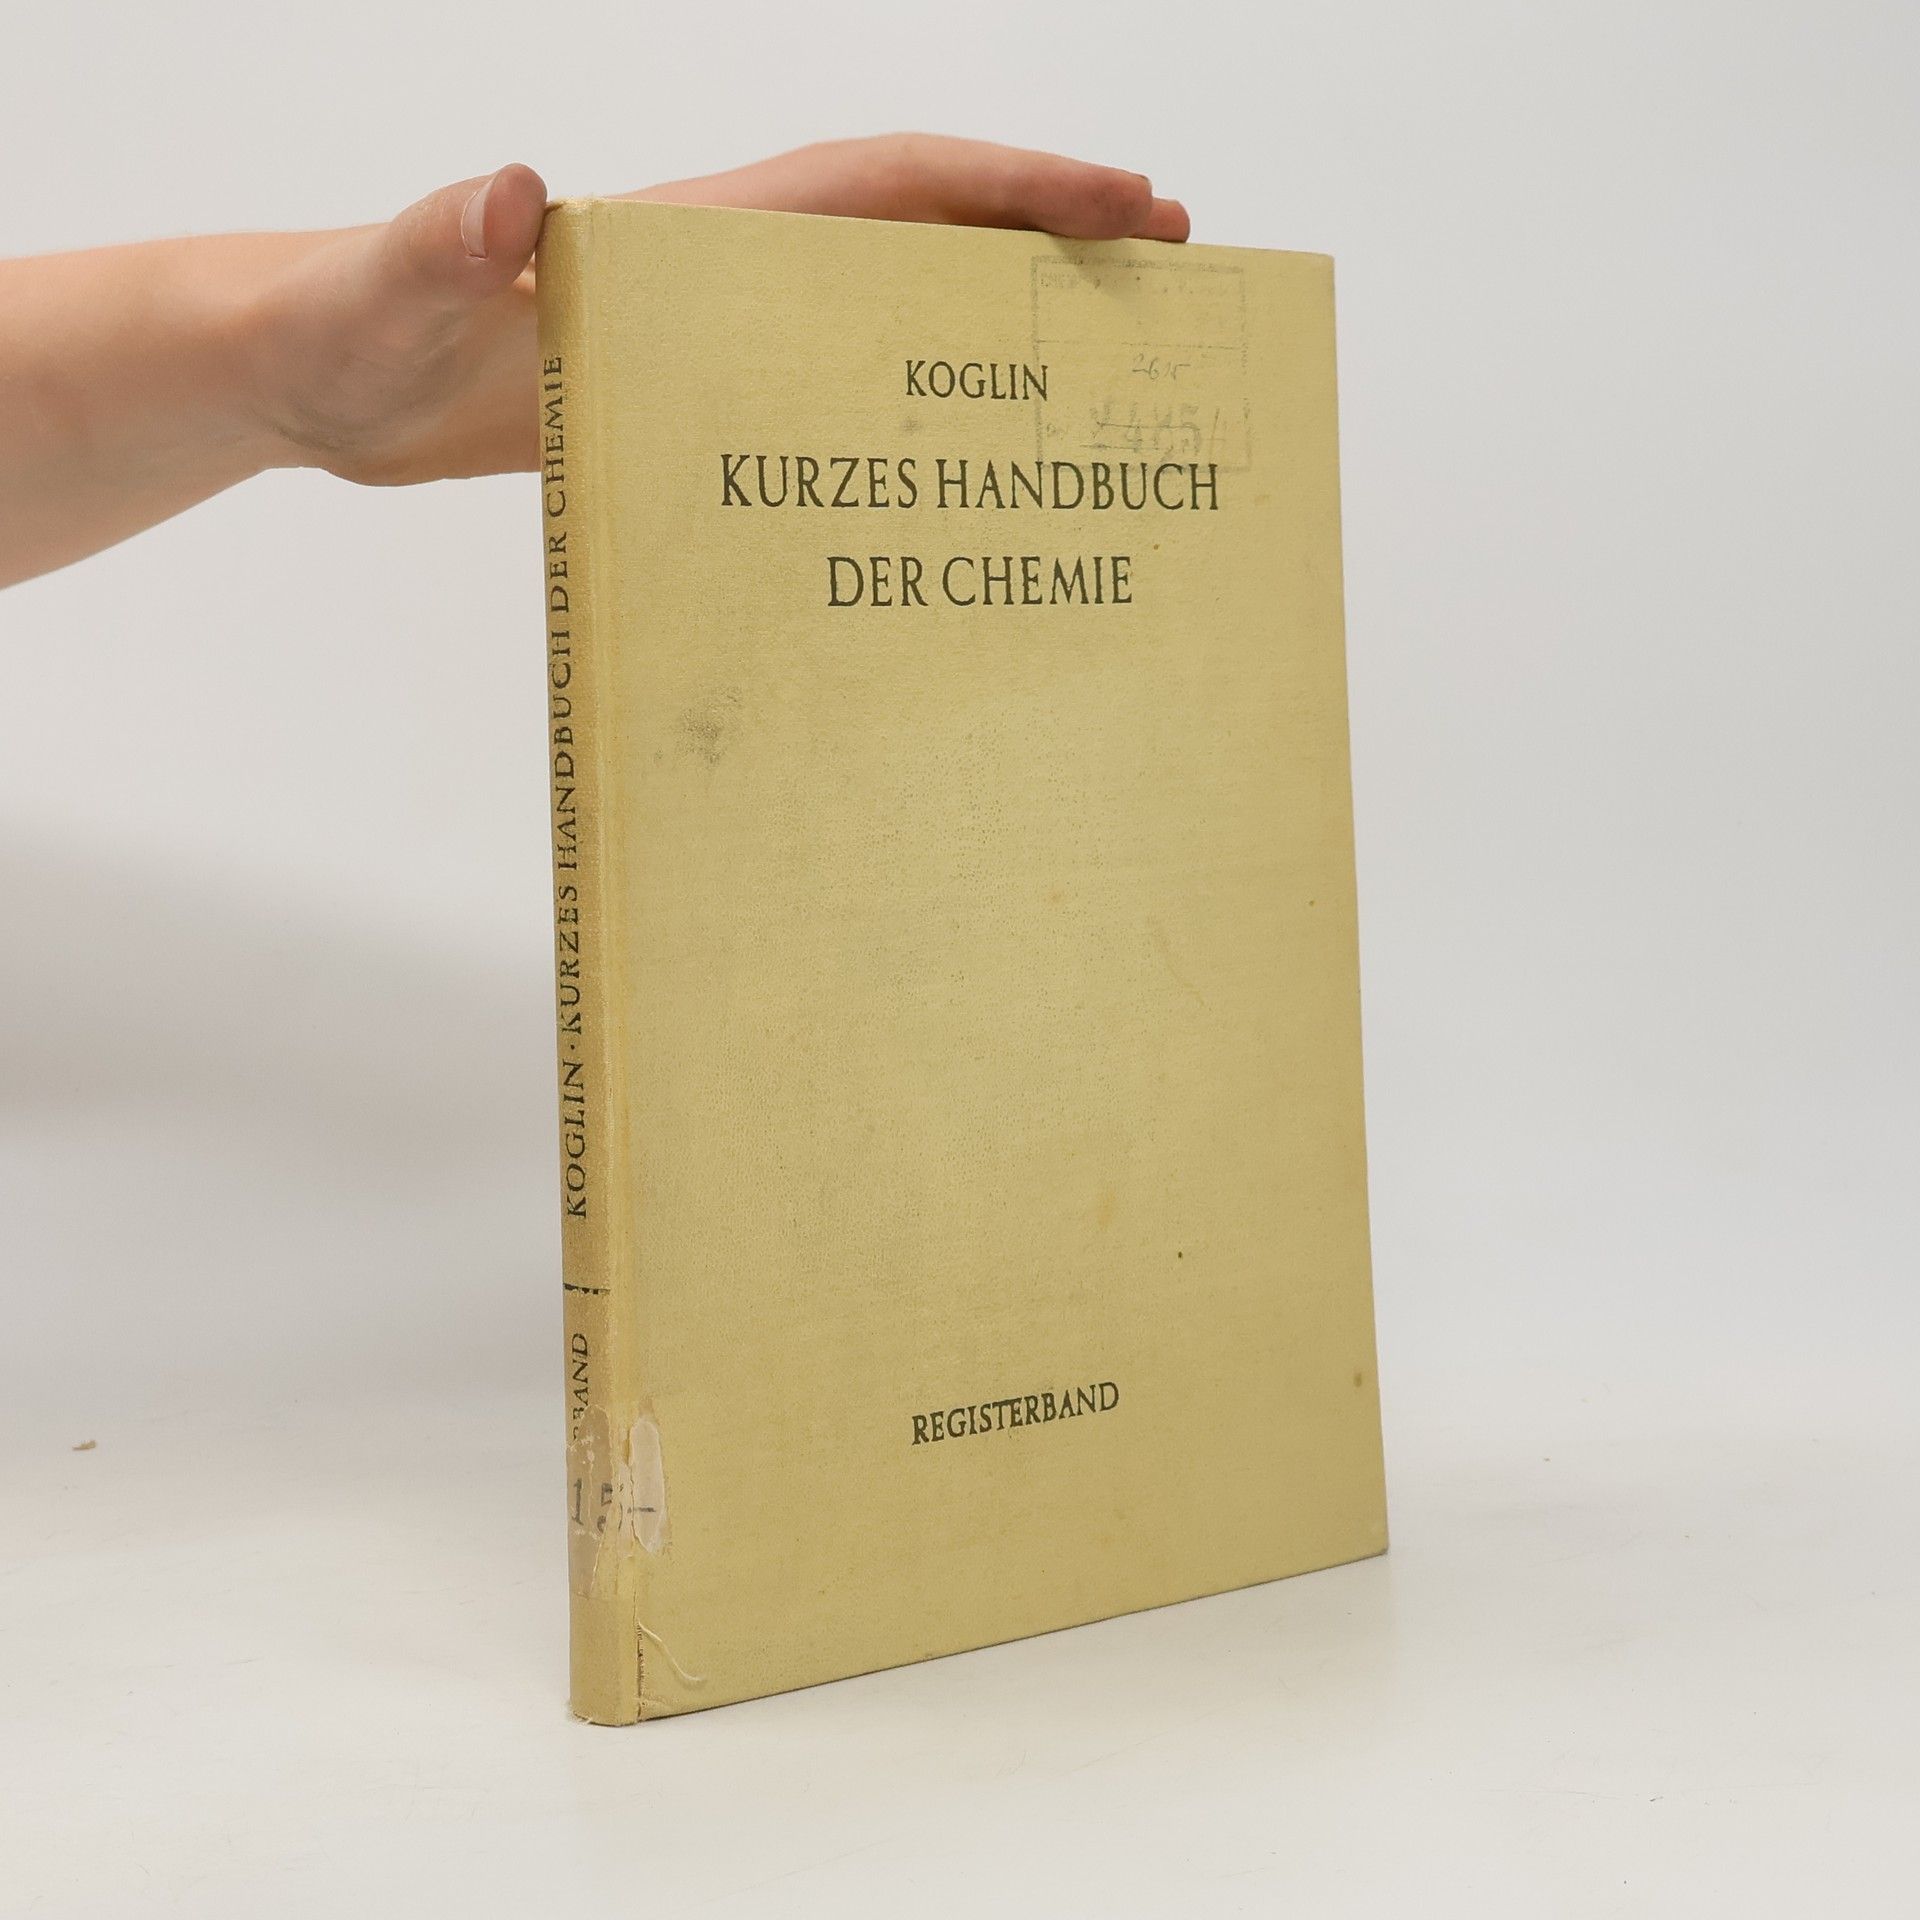 KOGLIN
KURZES HANDBUCH
DER CHEMIE
REGISTERBAND
KOGLIN · KURZES HANDBUCH DER CHEMIE